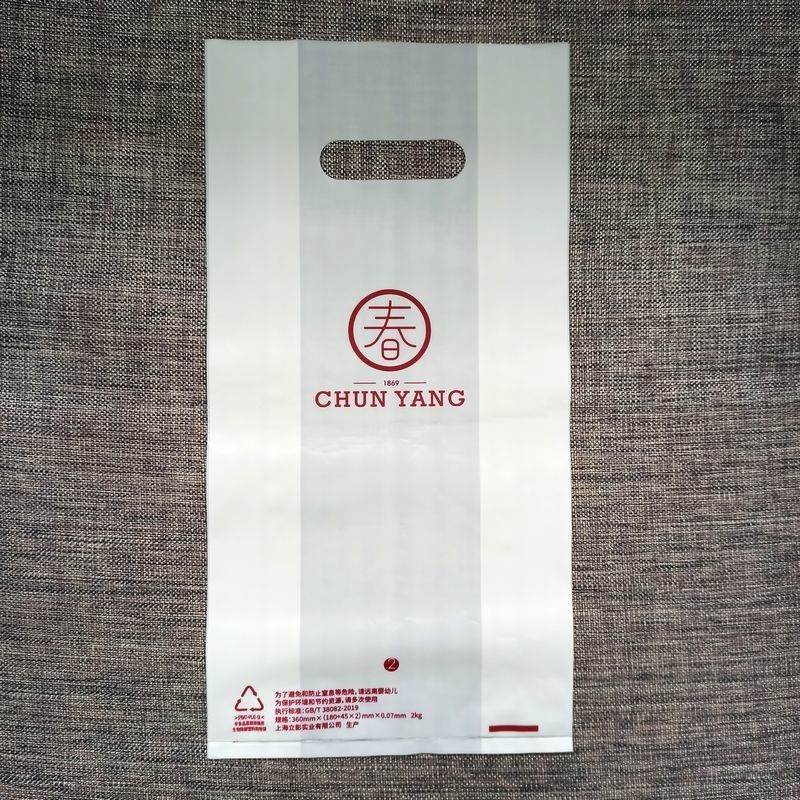 春
1869
CHUN YANG
2
为了避免和防止窒息等危险,请远离婴幼儿
为保护环境和节约资源,请多次使用
执行标准:GB/T 38082-2019
规格:360mm×(180+45×2)mm×0.07mm 2kg
上海立影实业有限公司 生产